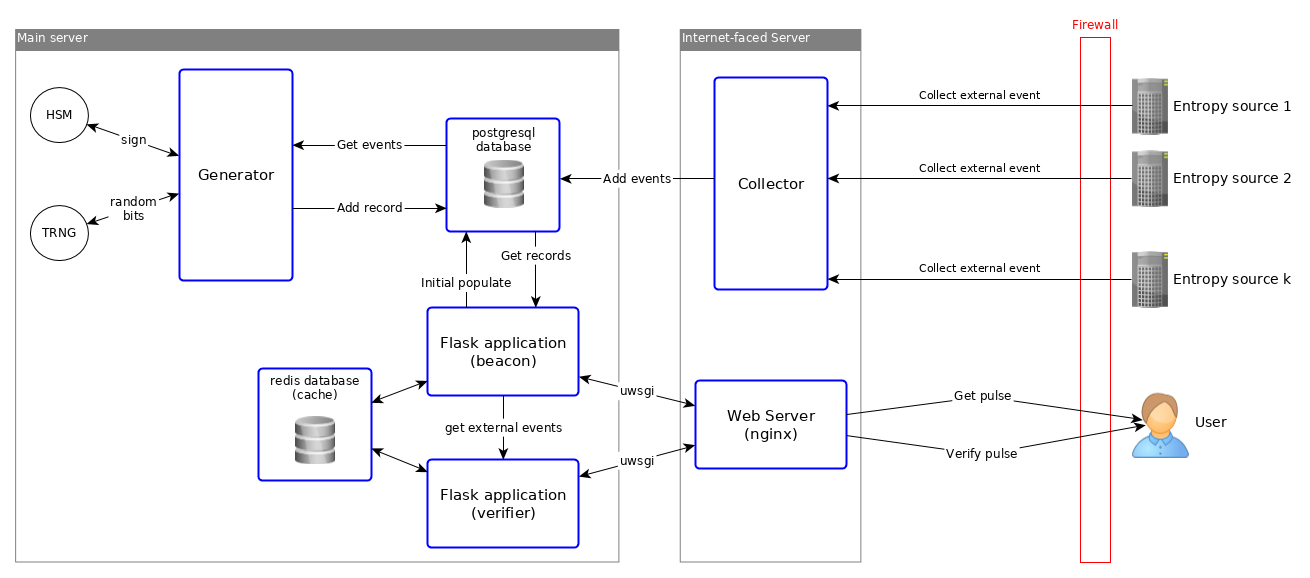 Firewall
Main server
Internet-faced Server
HSM
sign
TRNG
random
bits
Generator
Get events
Add record
postgresql
database
Add events
Collector
Collect external event
Entropy source 1
Collect external event
Entropy source 2
Collect external event
Entropy source k
Initial populate
Get records
Flask application
(beacon)
redis database
(cache)
get external events
Flask application
(verifier)
uwsgi
uwsgi
Web Server
(nginx)
Get pulse
Verify pulse
User